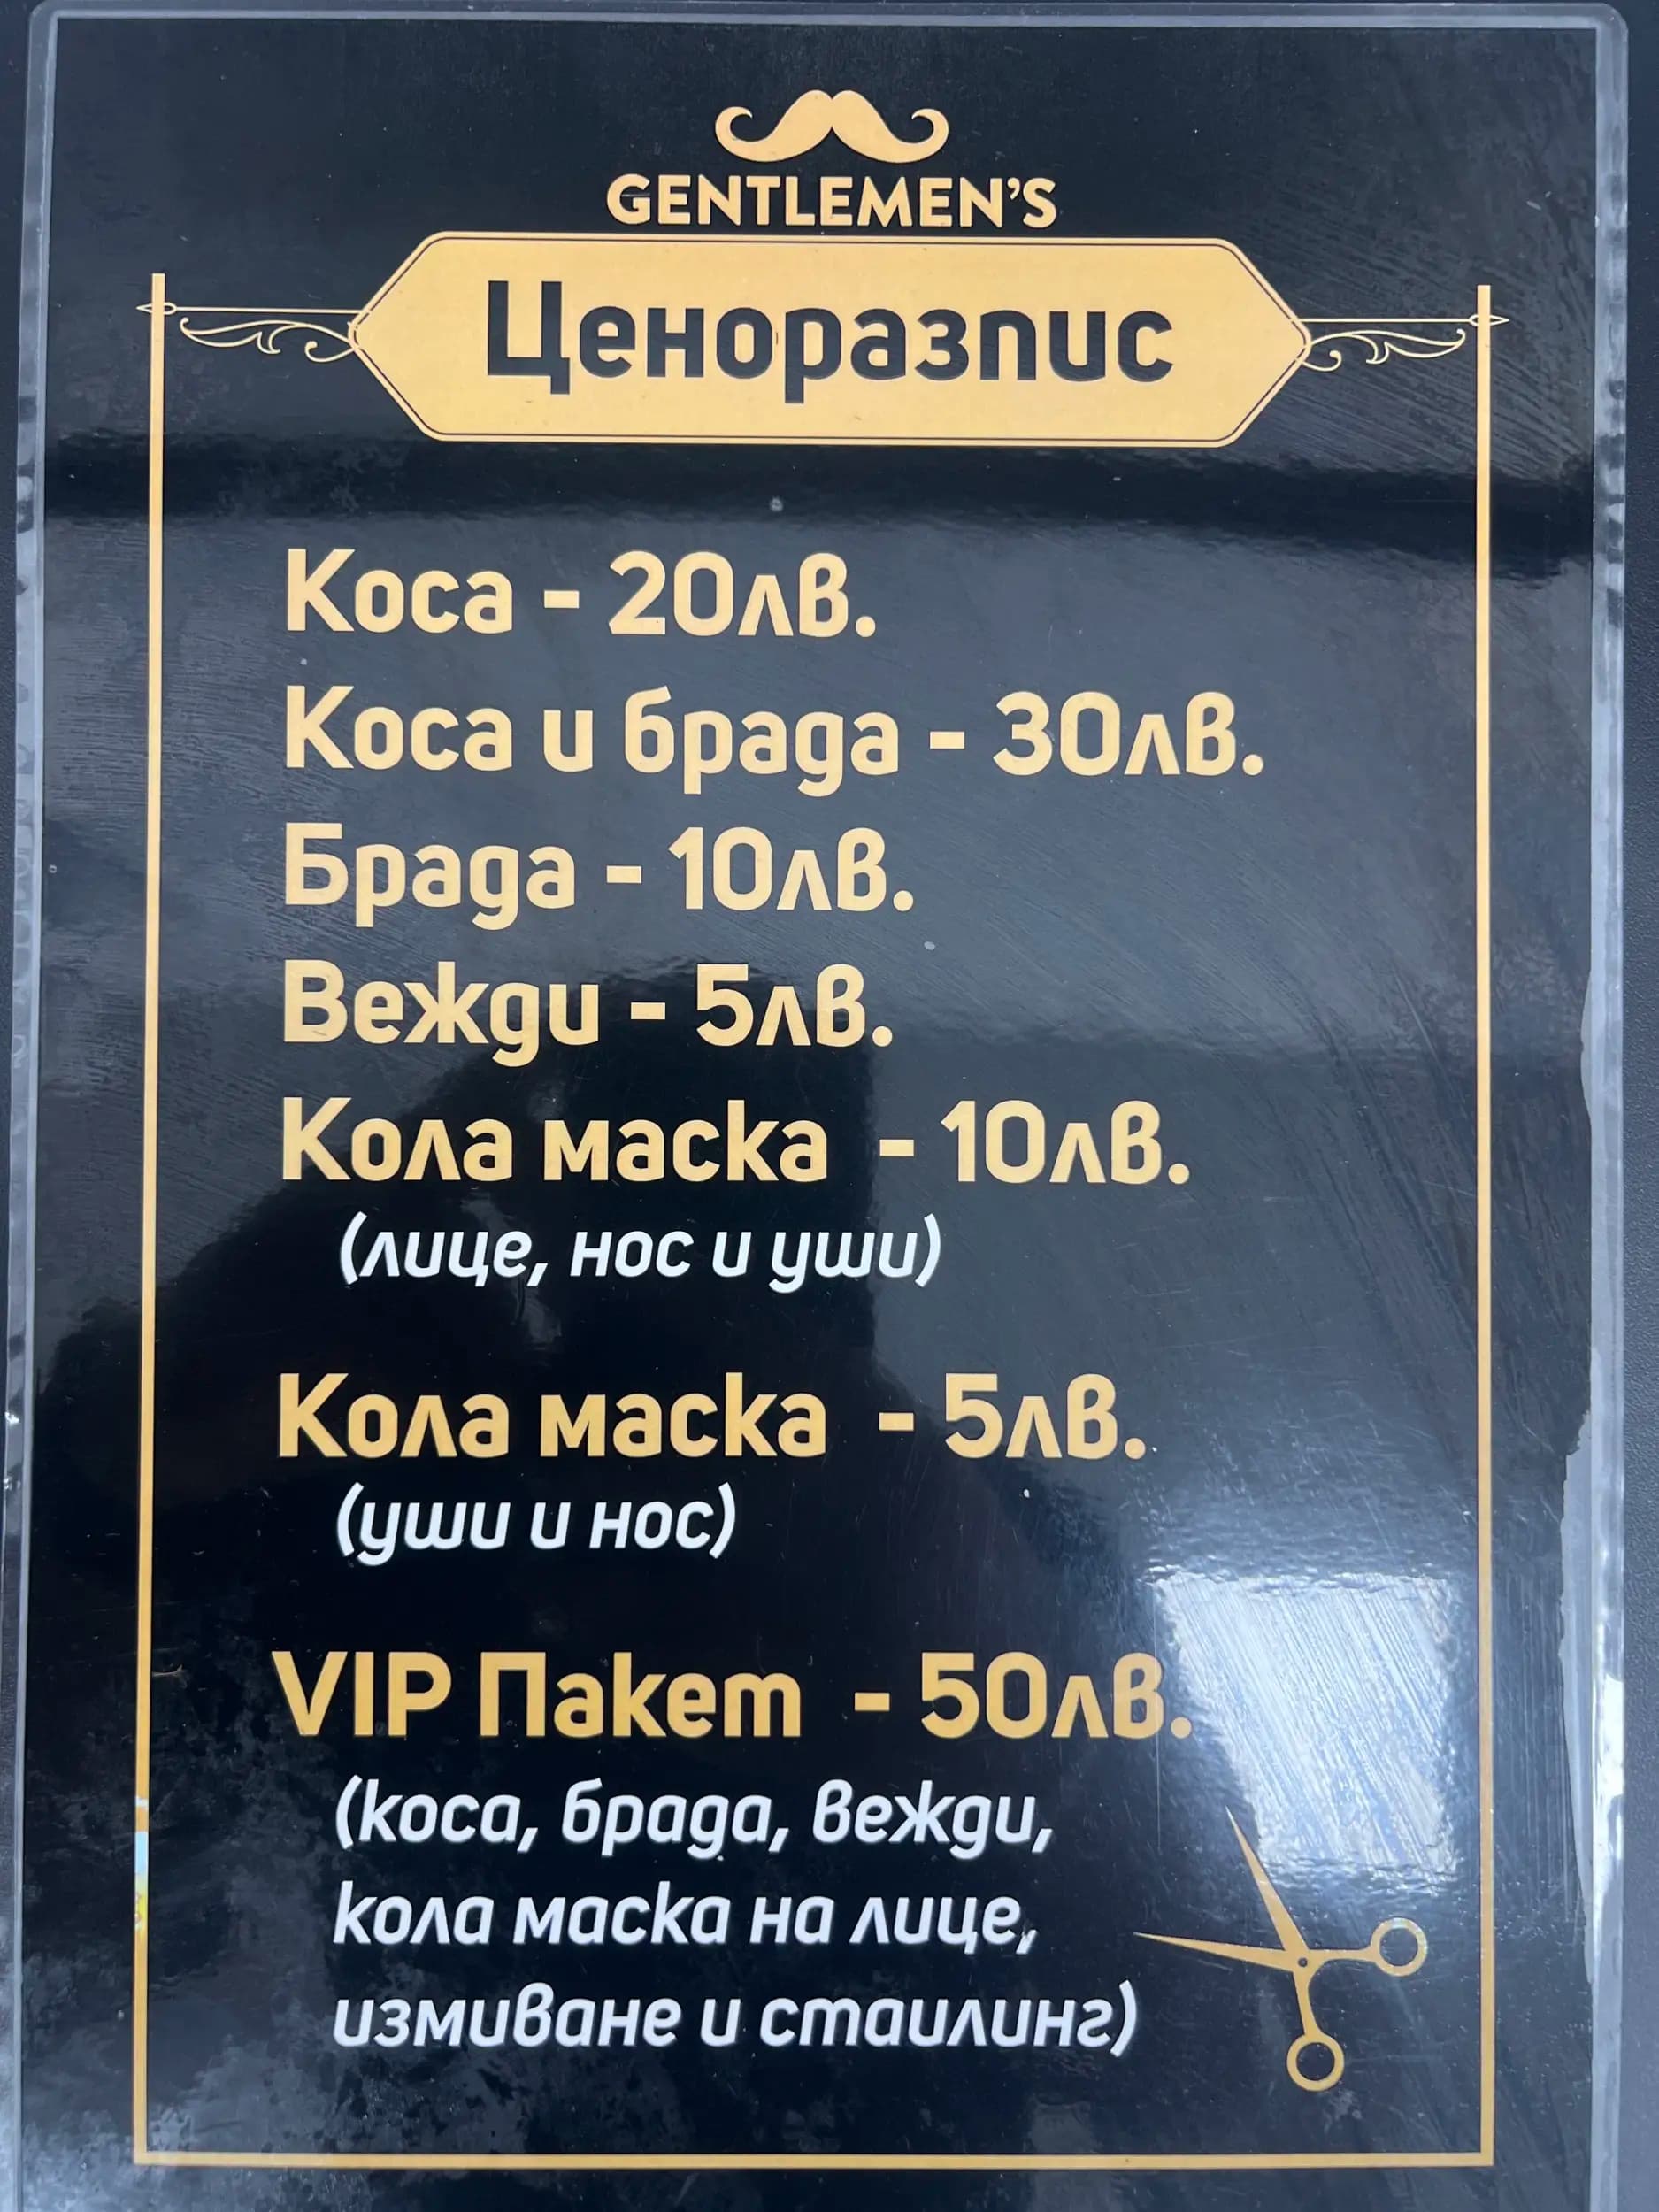 GENTLEMEN'S
Ценоразпис
Коса - 20лв.
Коса и брада - 30лв.
Брада - 10лв.
Вежди - 5лв.
Кола маска - 10лв.
(лице, нос и уши)
Кола маска - 5лв.
(уши и нос)
VIP Пакет - 50лв.
(коса, брада, вежди,
кола маска на лице,
измиване и стаилинг)